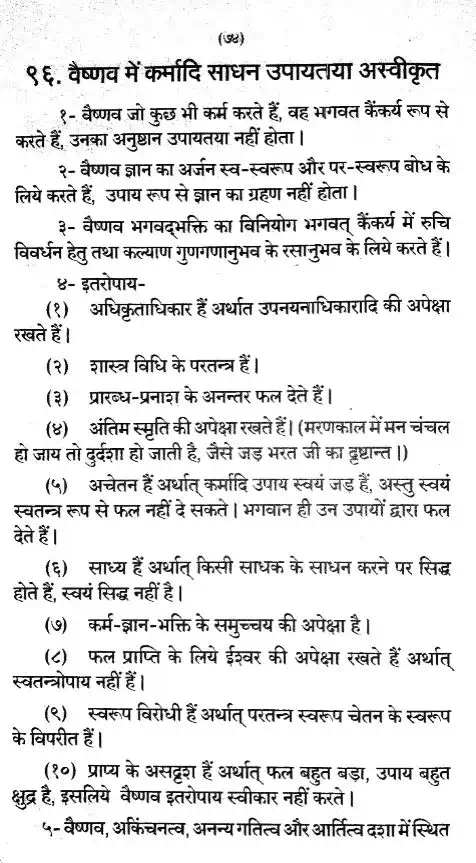 (७४)
९६. वैष्णव में कर्मादि साधन उपायतया अस्वीकृत
१- वैष्णव जो कुछ भी कर्म करते हैं, वह भगवत कैंकर्य रूप से
करते हैं, उनका अनुष्ठान उपायतया नहीं होता।
२- वैष्णव ज्ञान का अर्जन स्व-स्वरूप और पर-स्वरूप बोध के
लिये करते हैं, उपाय रूप से ज्ञान का ग्रहण नहीं होता।
३- वैष्णव भगवद्भक्ति का विनियोग भगवत् कैंकर्य में रुचि
विवर्धन हेतु तथा कल्याण गुणगणानुभव के रसानुभव के लिये करते हैं।
४- इतरोपाय-
(१) अधिकृताधिकार हैं अर्थात उपनयनाधिकारादि की अपेक्षा
रखते हैं।
(२) शास्त्र विधि के परतन्त्र हैं।
(३) प्रारब्ध-प्रनाश के अनन्तर फल देते हैं।
(४) अंतिम स्मृति की अपेक्षा रखते हैं। (मरणकाल में मन चंचल
हो जाय तो दुर्दशा हो जाती है, जैसे जड़ भरत जी का दृष्टान्त।)
(५) अचेतन हैं अर्थात् कर्मादि उपाय स्वयं जड़ हैं, अस्तु स्वयं
स्वतन्त्र रूप से फल नहीं दे सकते। भगवान ही उन उपायों द्वारा फल
देते हैं।
(६) साध्य हैं अर्थात् किसी साधक के साधन करने पर सिद्ध
होते हैं, स्वयं सिद्ध नहीं है।
(७) कर्म-ज्ञान-भक्ति के समुच्चय की अपेक्षा है।
(८) फल प्राप्ति के लिये ईश्वर की अपेक्षा रखते हैं अर्थात्
स्वतन्त्रोपाय नहीं हैं।
(९) स्वरूप विरोधी हैं अर्थात् परतन्त्र स्वरूप चेतन के स्वरूप
के विपरीत हैं।
(१०) प्राप्य के असदृश हैं अर्थात् फल बहुत बड़ा, उपाय बहुत
क्षुद्र है, इसलिये वैष्णव इतरोपाय स्वीकार नहीं करते।
५- वैष्णव, अकिंचनत्व, अनन्य गतित्व और आर्तित्व दशा में स्थित